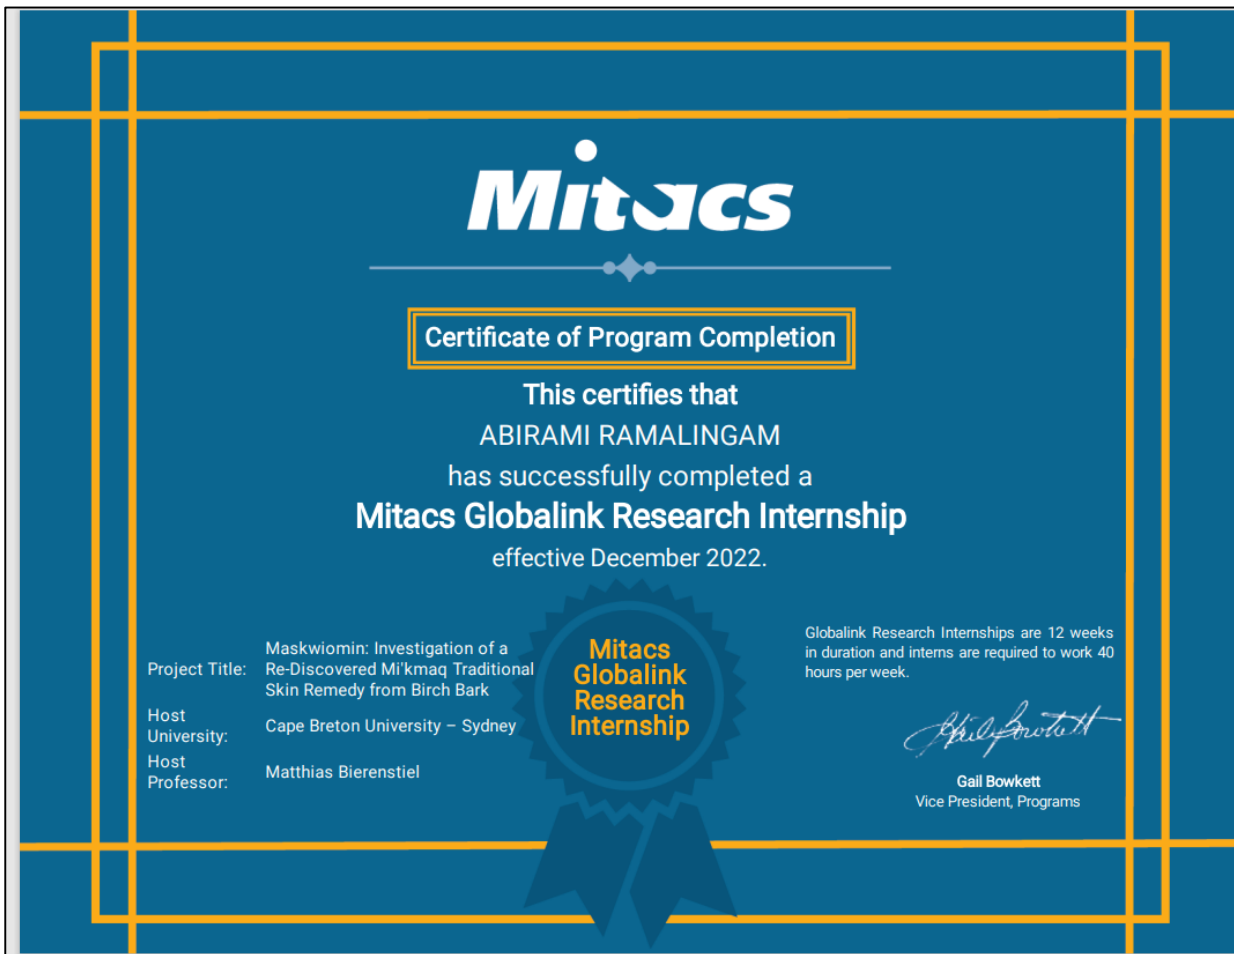 Mitacs
Certificate of Program Completion
This certifies that
ABIRAMI RAMALINGAM
has successfully completed a
Mitacs Globalink Research Internship
effective December 2022.
Project Title:
Maskwiomin: Investigation of a
Re-Discovered Mi'kmaq Traditional
Skin Remedy from Birch Bark
Host
University:
Cape Breton University – Sydney
Host
Professor:
Matthias Bierenstiel
Mitacs
Globalink
Research
Internship
Globalink Research Internships are 12 weeks
in duration and interns are required to work 40
hours per week.
Gail Bowkett
Gail Bowkett
Vice President, Programs